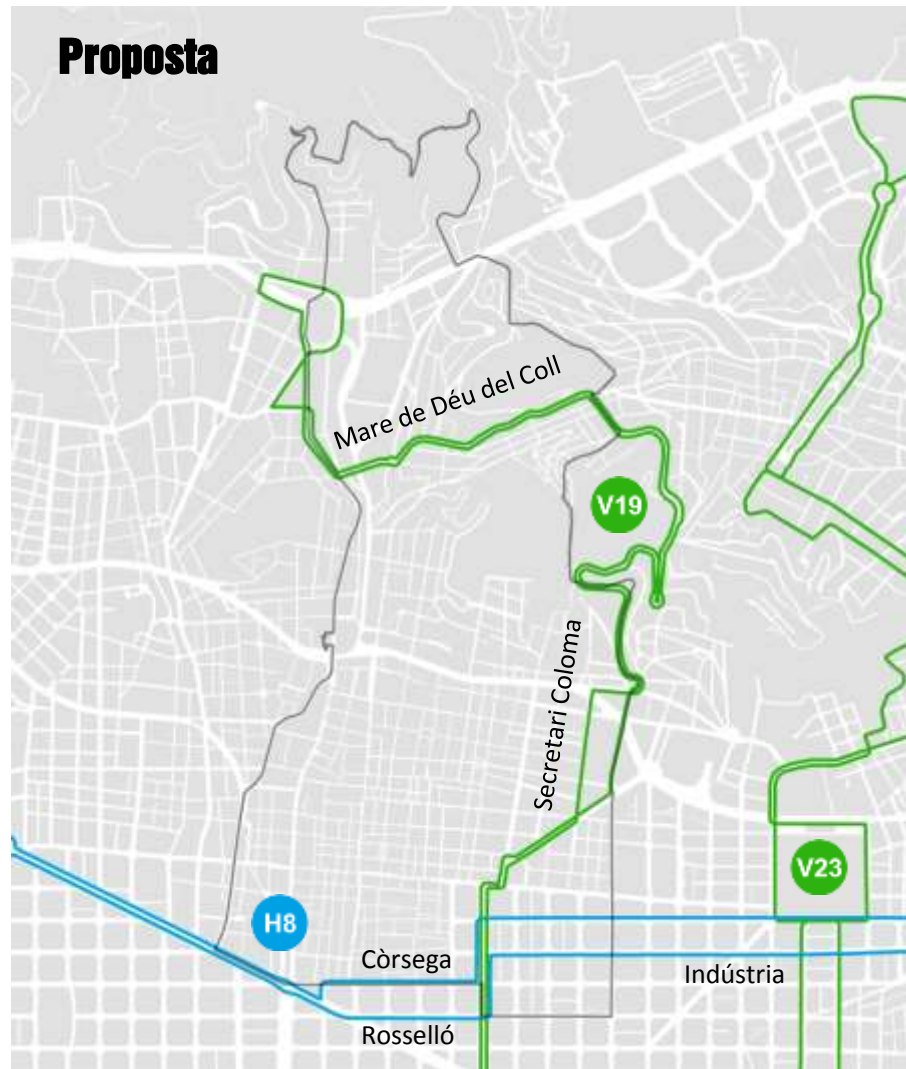 Proposta
Mare de Déu del Coll
V19
Secretari Coloma
V23
H8
Còrsega
Indústria
Rosselló